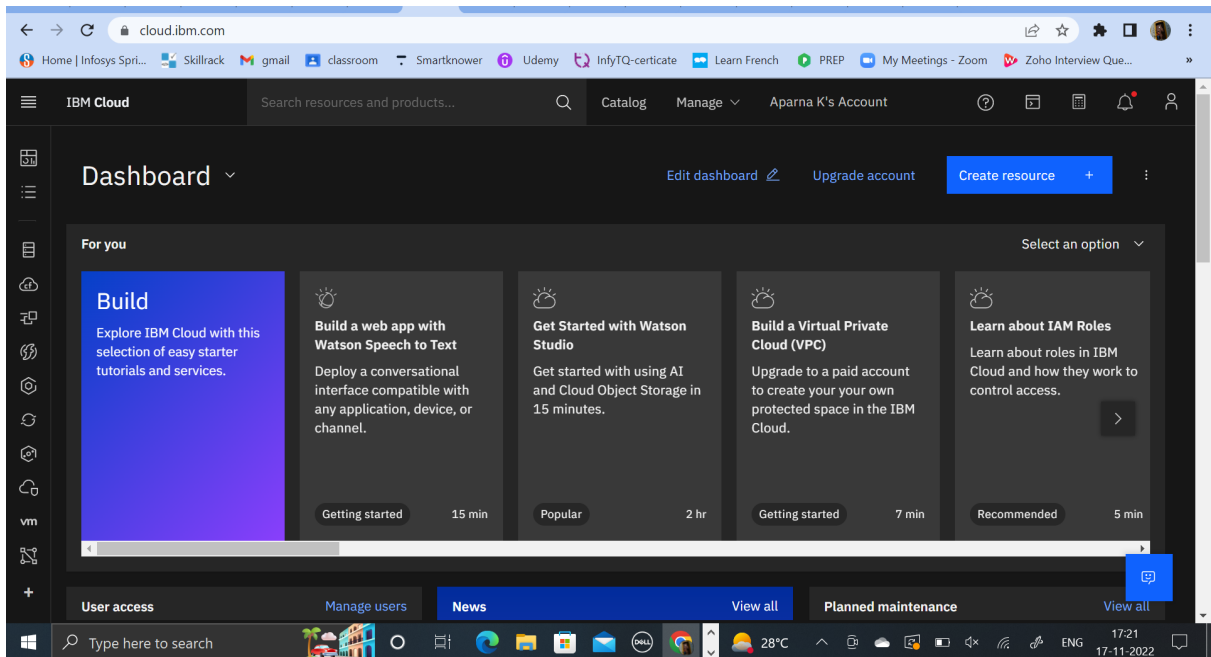 cloud.ibm.com
Home | Infosys Spri... Skillrack gmail classroom Smartknower Udemy InfyTQ-certicate Learn French PREP My Meetings - Zoom Zoho Interview Que... »
IBM Cloud Search resources and products... Catalog Manage Aparna K's Account
Dashboard Edit dashboard Upgrade account Create resource +
For you Select an option
Build
Explore IBM Cloud with this
selection of easy starter
tutorials and services.
Build a web app with
Watson Speech to Text
Deploy a conversational
interface compatible with
any application, device, or
channel.
Getting started 15 min
Get Started with Watson
Studio
Get started with using AI
and Cloud Object Storage in
15 minutes.
Popular 2 hr
Build a Virtual Private
Cloud (VPC)
Upgrade to a paid account
to create your your own
protected space in the IBM
Cloud.
Getting started 7 min
Learn about IAM Roles
Learn about roles in IBM
Cloud and how they work to
control access.
Recommended 5 min
vm
User access Manage users News View all Planned maintenance View all
Type here to search DELL 28°C ENG 17:21
17-11-2022